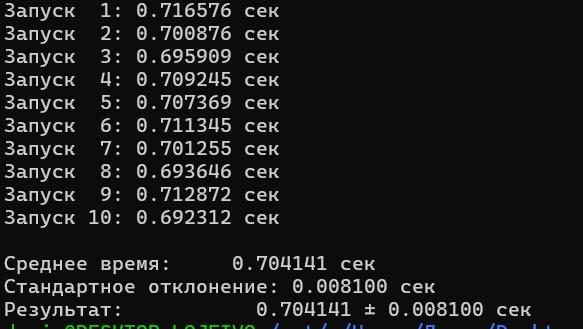 Запуск  1: 0.716576 сек
Запуск  2: 0.700876 сек
Запуск  3: 0.695909 сек
Запуск  4: 0.709245 сек
Запуск  5: 0.707369 сек
Запуск  6: 0.711345 сек
Запуск  7: 0.701255 сек
Запуск  8: 0.693646 сек
Запуск  9: 0.712872 сек
Запуск 10: 0.692312 сек
Среднее время:     0.704141 сек
Стандартное отклонение: 0.008100 сек
Результат:           0.704141 ± 0.008100 сек